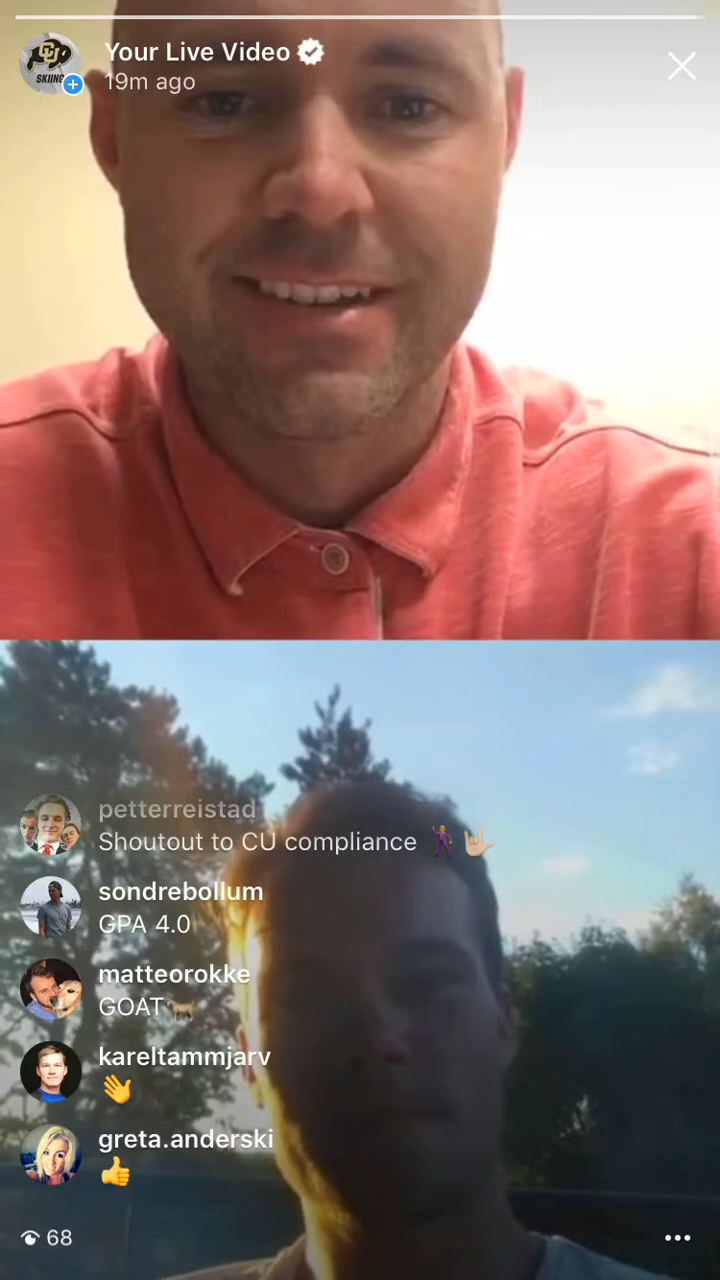 Your Live Video
19m ago
CU
SKIING
petterreistad
Shoutout to CU compliance 🕺🏼 🤟🏼
sondrebollum
GPA 4.0
matteorokke
GOAT🐐
kareltammjarv
👋
greta.anderski
👍
68